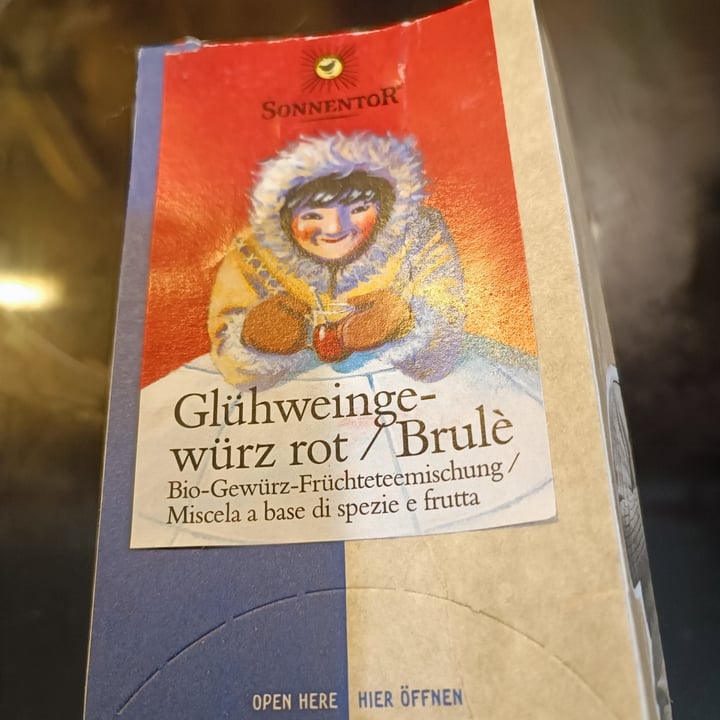 SONNENTOR
Glühweinge-
würz rot / Brulè
Bio-Gewürz-Früchteteemischung /
Miscela a base di spezie e frutta
OPEN HERE HIER ÖFFNEN